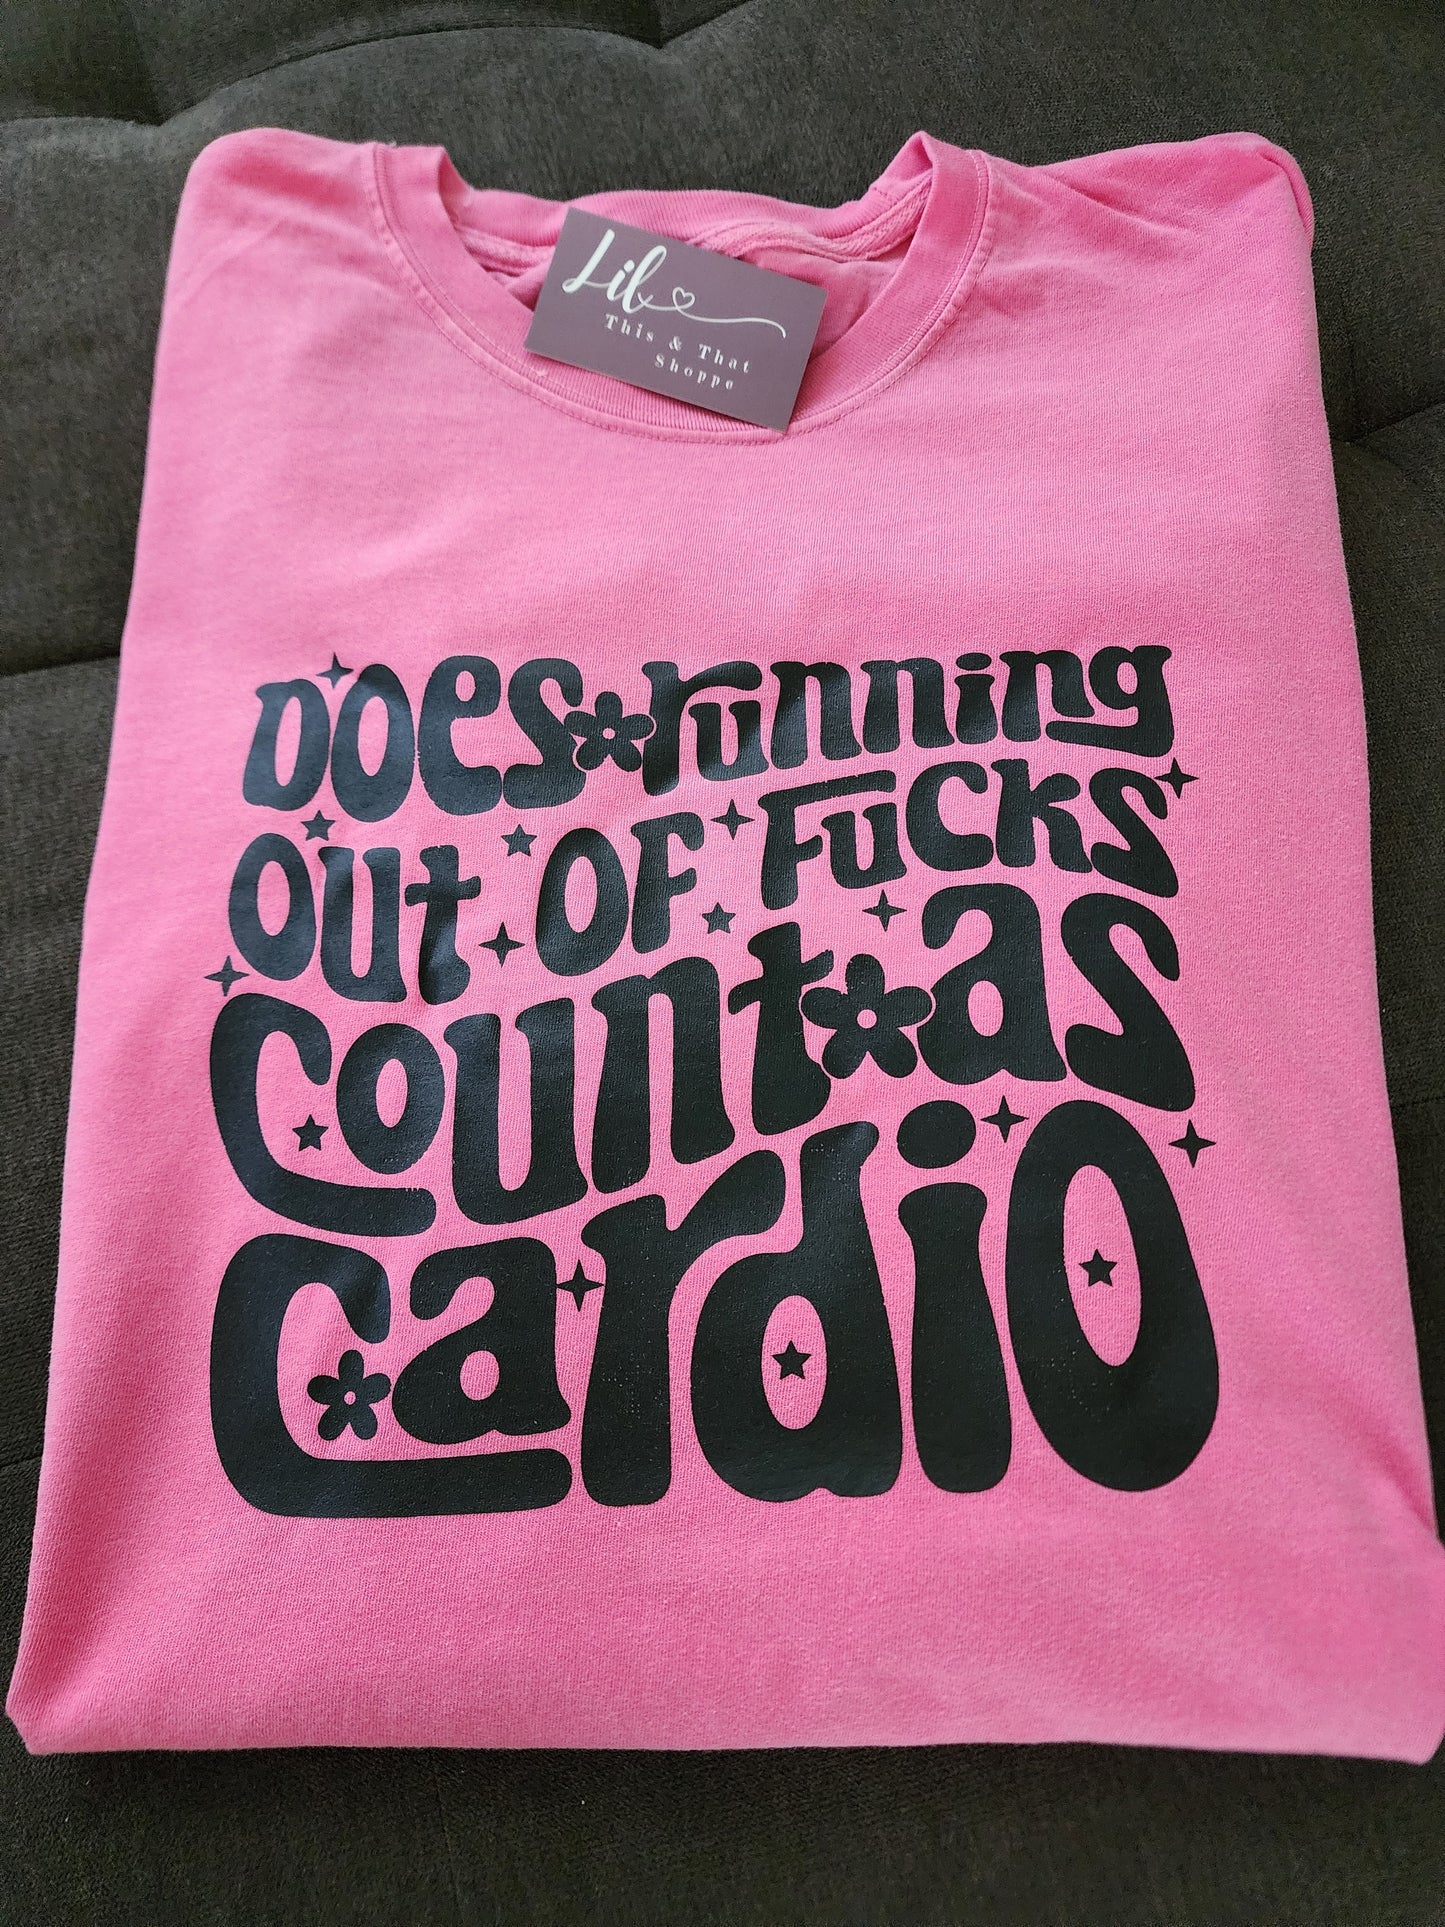 Lil
This & That
Shoppe
Does running
out of Fucks
Count as
Cardio